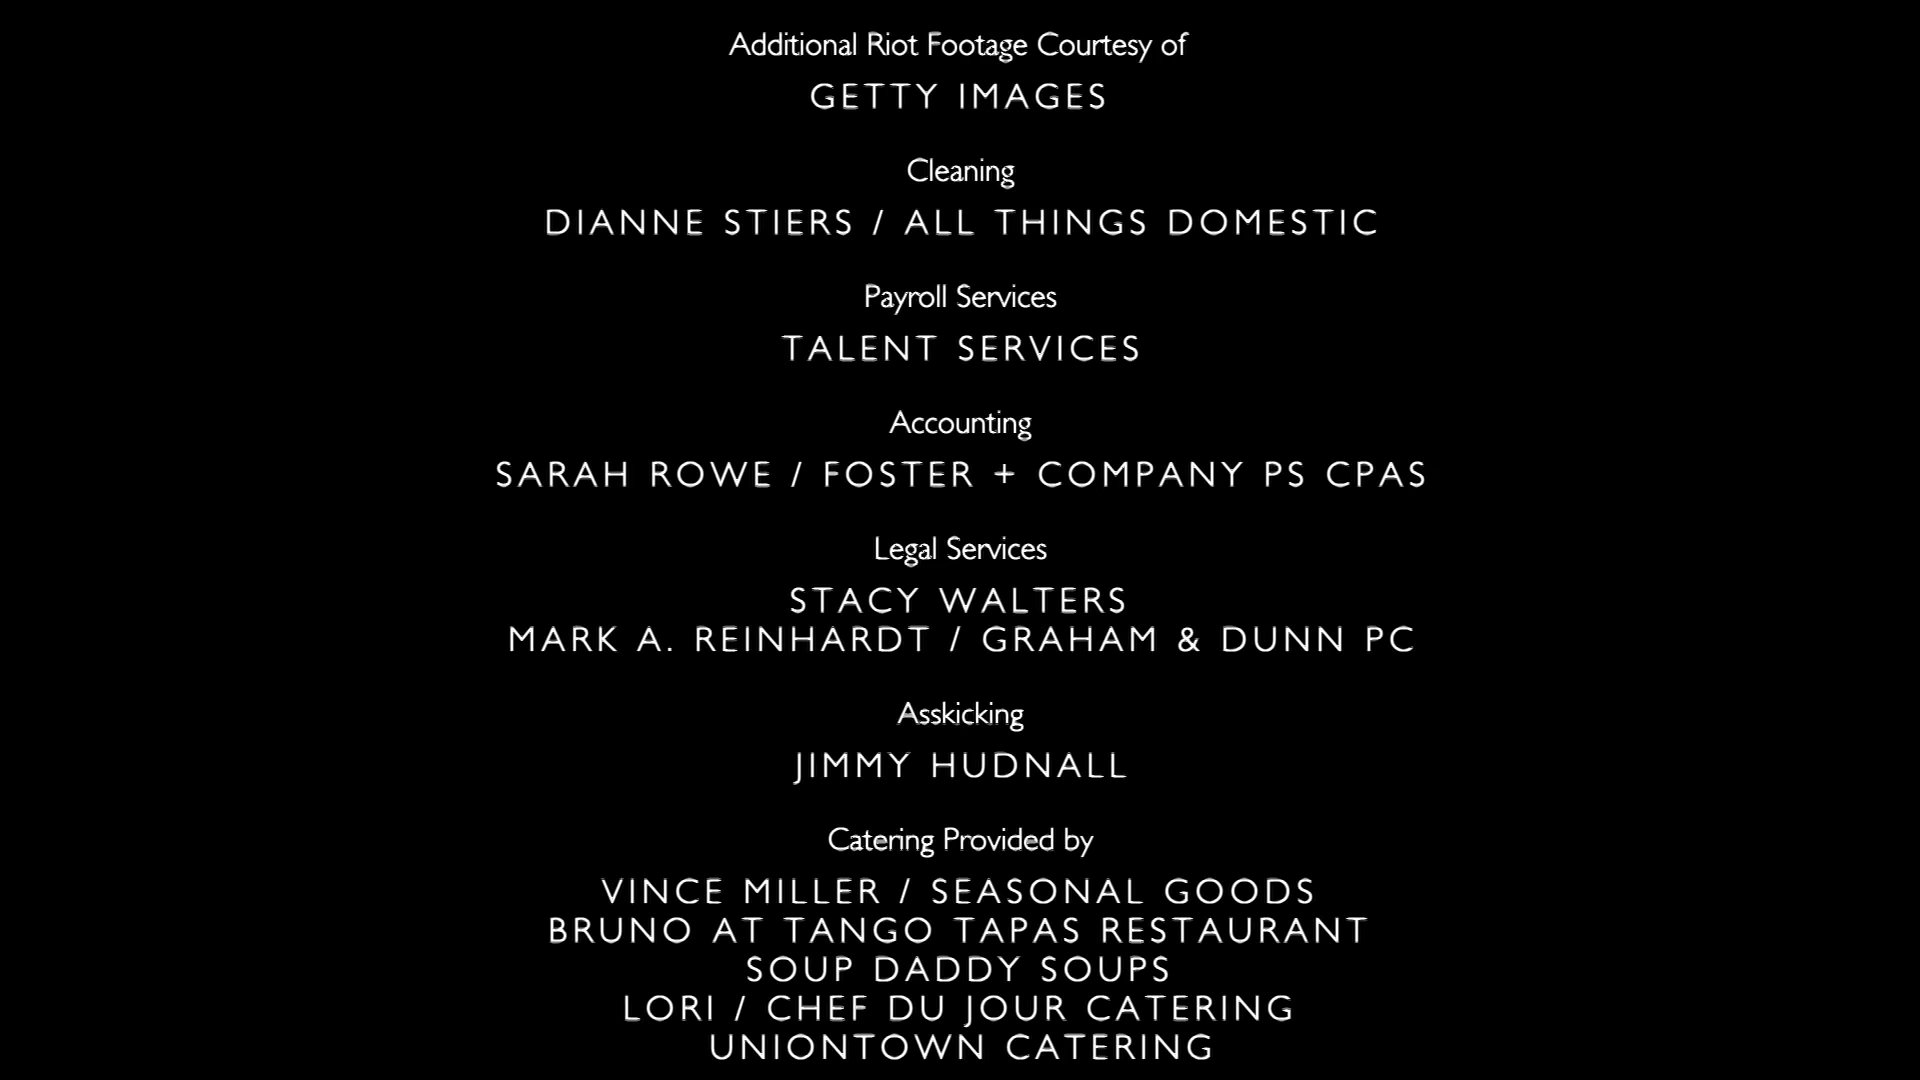 Additional Riot Footage Courtesy of
GETTY IMAGES
Cleaning
DIANNE STIERS / ALL THINGS DOMESTIC
Payroll Services
TALENT SERVICES
Accounting
SARAH ROWE / FOSTER + COMPANY PS CPAS
Legal Services
STACY WALTERS
MARK A. REINHARDT / GRAHAM & DUNN PC
Asskicking
JIMMY HUDNALL
Catering Provided by
VINCE MILLER / SEASONAL GOODS
BRUNO AT TANGO TAPAS RESTAURANT
SOUP DADDY SOUPS
LORI / CHEF DU JOUR CATERING
UNIONTOWN CATERING